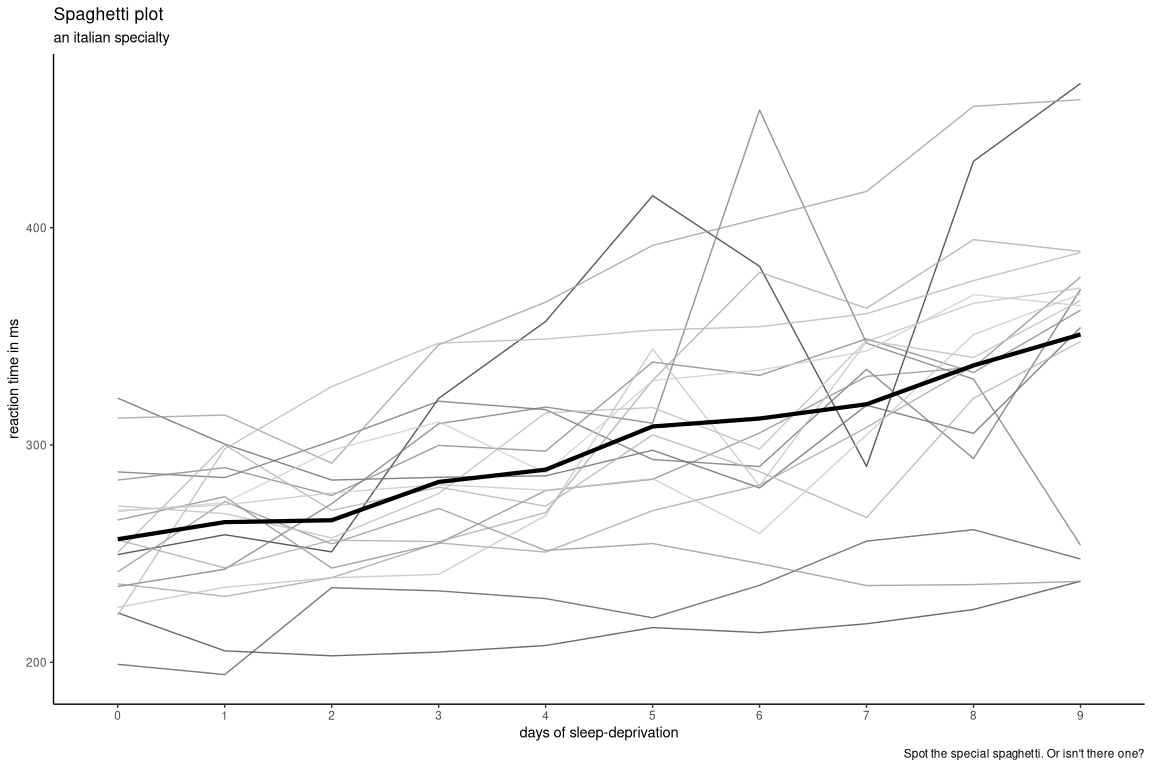 Spaghetti plot
an italian specialty
reaction time in ms
400
300
200
0 1 2 3 4 5 6 7 8 9
days of sleep-deprivation
Spot the special spaghetti. Or isn't there one?